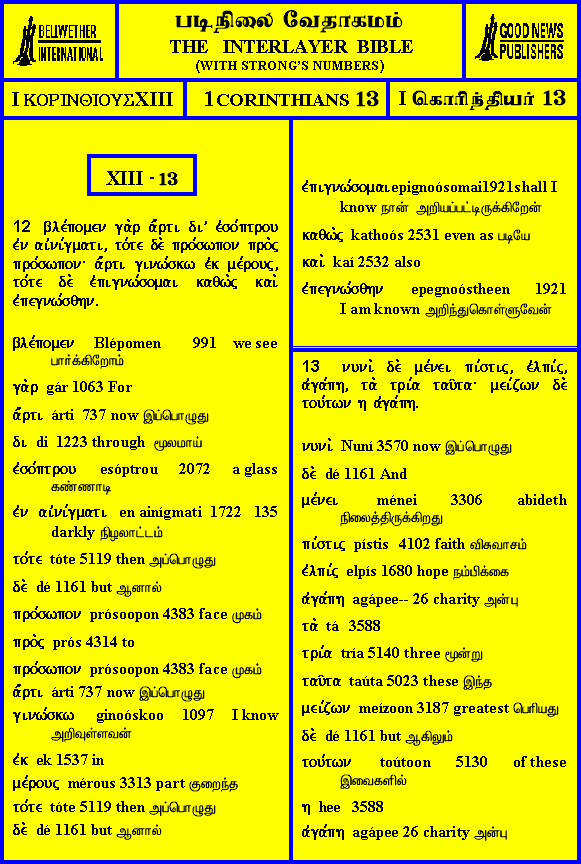 BELLWETHER
INTERNATIONAL
படிநிலை வேதாகமம்
THE INTERLAYER BIBLE
(WITH STRONG'S NUMBERS)
GOOD NEWS
PUBLISHERS
I ΚΟΡΙΝΘΙΟΥΣXIII
1 CORINTHIANS 13
I கொரிந்தியர் 13
XIII - 13
12 βλέπομεν γὰρ ἄρτι δι' ἐσόπτρου
ἐν αἰνίγματι, τότε δὲ πρόσωπον πρὸς
πρόσωπον· ἄρτι γινώσκω ἐκ μέρους,
τότε δὲ ἐπιγνώσομαι καθὼς καὶ
ἐπεγνώσθην.
βλέπομεν Blépomen 991 we see
பார்க்கிறோம்
γὰρ gár 1063 For
ἄρτι árti 737 now இப்பொழுது
δι di 1223 through மூலமாய்
ἐσόπτρου esóptrou 2072 a glass
கண்ணாடி
ἐν αἰνίγματι en ainígmati 1722 135
darkly நிழலாட்டம்
τότε tóte 5119 then அப்பொழுது
δὲ dé 1161 but ஆனால்
πρόσωπον prósoopon 4383 face முகம்
πρὸς prós 4314 to
πρόσωπον prósoopon 4383 face முகம்
ἄρτι árti 737 now இப்பொழுது
γινώσκω ginoóskoo 1097 I know
அறிவுள்ளவன்
ἐκ ek 1537 in
μέρους mérous 3313 part குறைந்த
τότε tóte 5119 then அப்பொழுது
δὲ dé 1161 but ஆனால்
ἐπιγνώσομαι epignoósomai 1921 shall I
know நான் அறியப்பட்டிருக்கிறேன்
καθὼς kathoós 2531 even as படியே
καὶ kaí 2532 also
ἐπεγνώσθην epegnoóstheen 1921
I am known அறிந்துகொள்ளுவேன்
13 νυνὶ δὲ μένει πίστις, ἐλπίς,
ἀγάπη, τὰ τρία ταῦτα· μείζων δὲ
τούτων η ἀγάπη.
νυνὶ Nuní 3570 now இப்பொழுது
δὲ dé 1161 And
μένει ménei 3306 abideth
நிலைத்திருக்கிறது
πίστις pístis 4102 faith விசுவாசம்
ἐλπίς elpís 1680 hope நம்பிக்கை
ἀγάπη agápee-- 26 charity அன்பு
τὰ tá 3588
τρία tría 5140 three மூன்று
ταῦτα taúta 5023 these இந்த
μείζων meízoon 3187 greatest பெரியது
δὲ dé 1161 but ஆகிலும்
τούτων toútoon 5130 of these
இவைகளில்
η hee 3588
ἀγάπη agápee 26 charity அன்பு